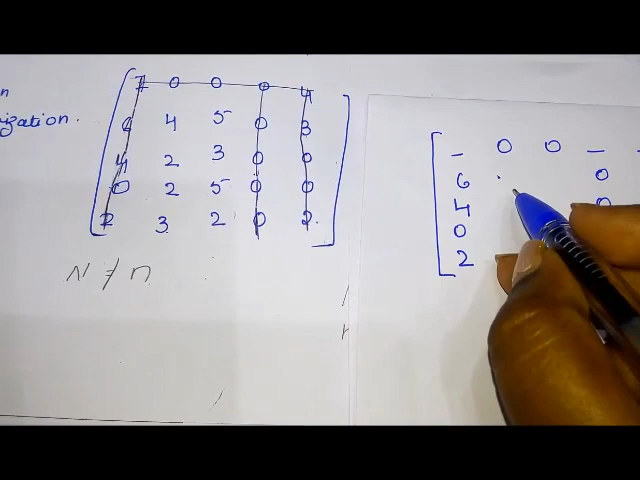 n
ization.
7 0 0 0 4
6 4 5 0 3
4 2 3 0 0
0 2 5 0 0
2 3 2 0 2
N ≠ n
_ 0 0 _ _
6 0
4 0
0
2